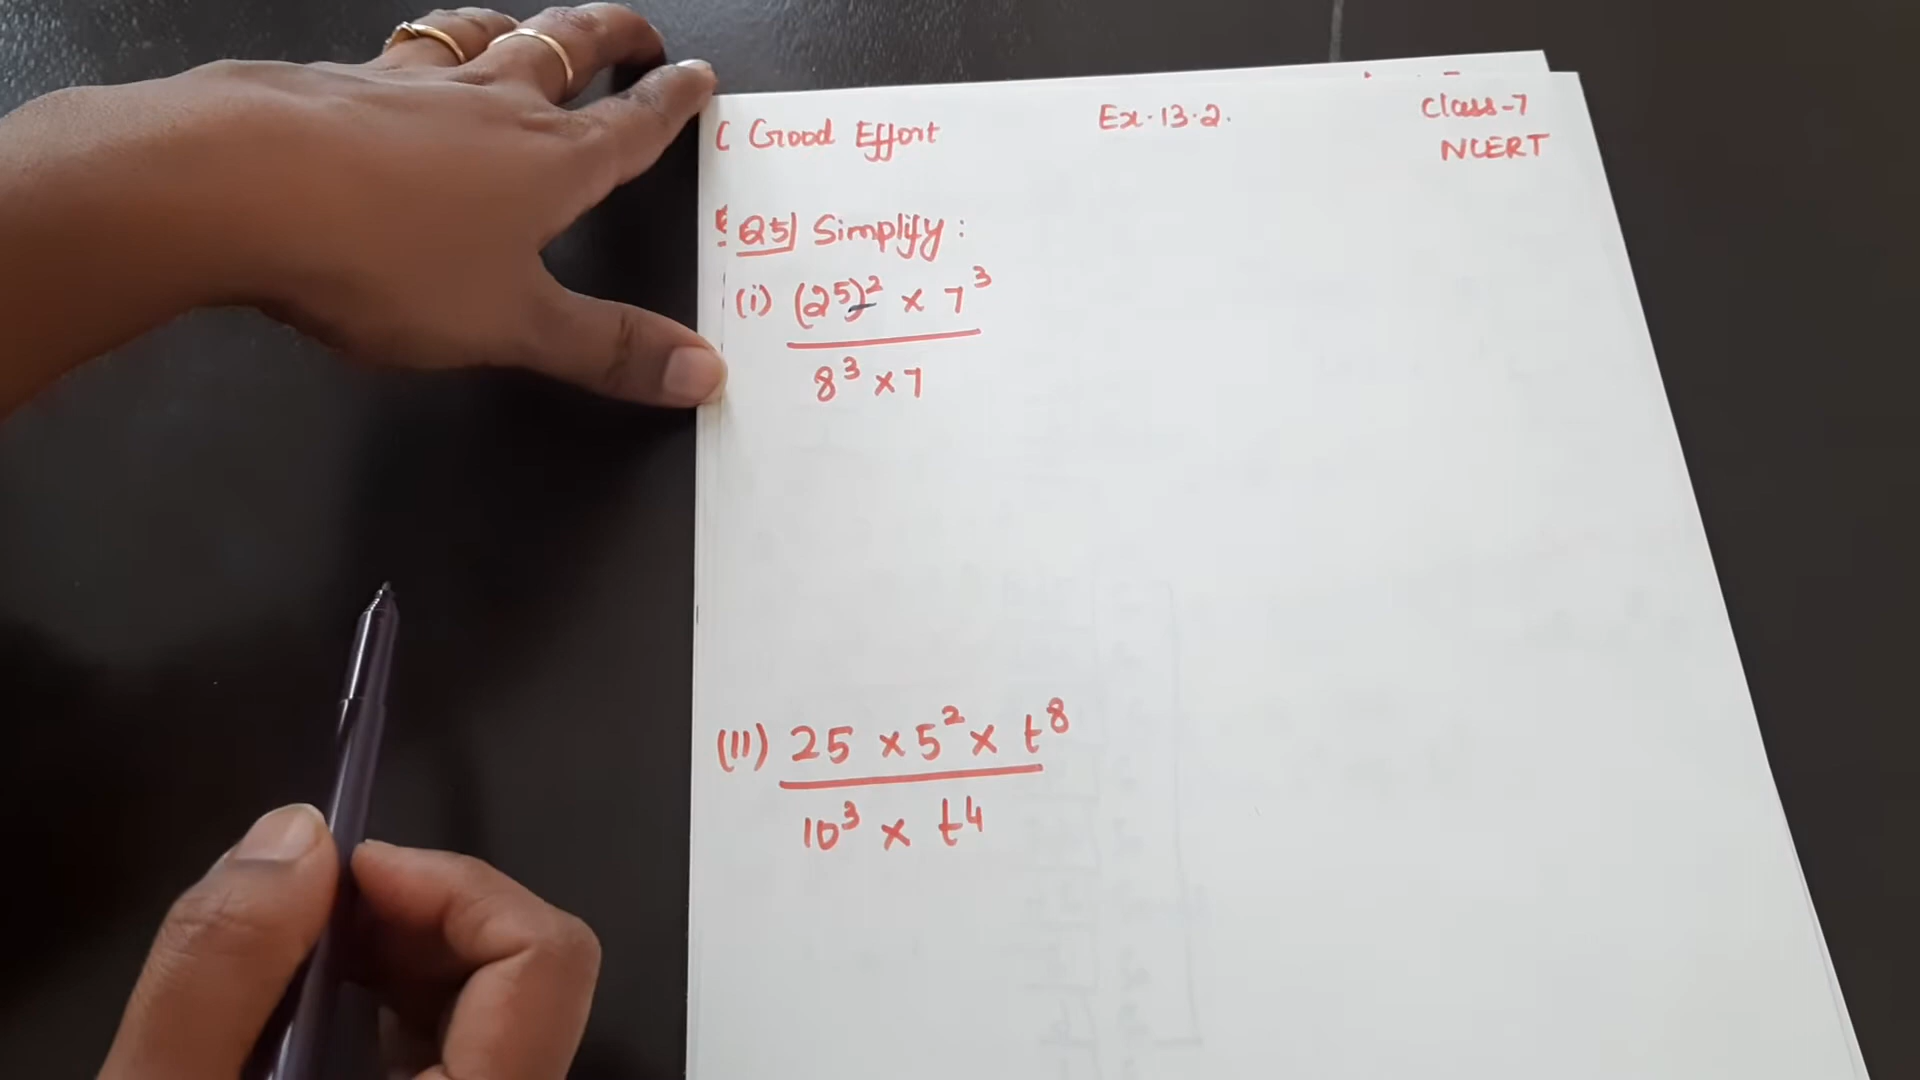 © Good Effort
Ex.13.2.
Class-7
NCERT
Q5) Simplify:
(i) (2⁵)² × 7³
8³ × 7
(II) 25 × 5² × t⁸
10³ × t⁴